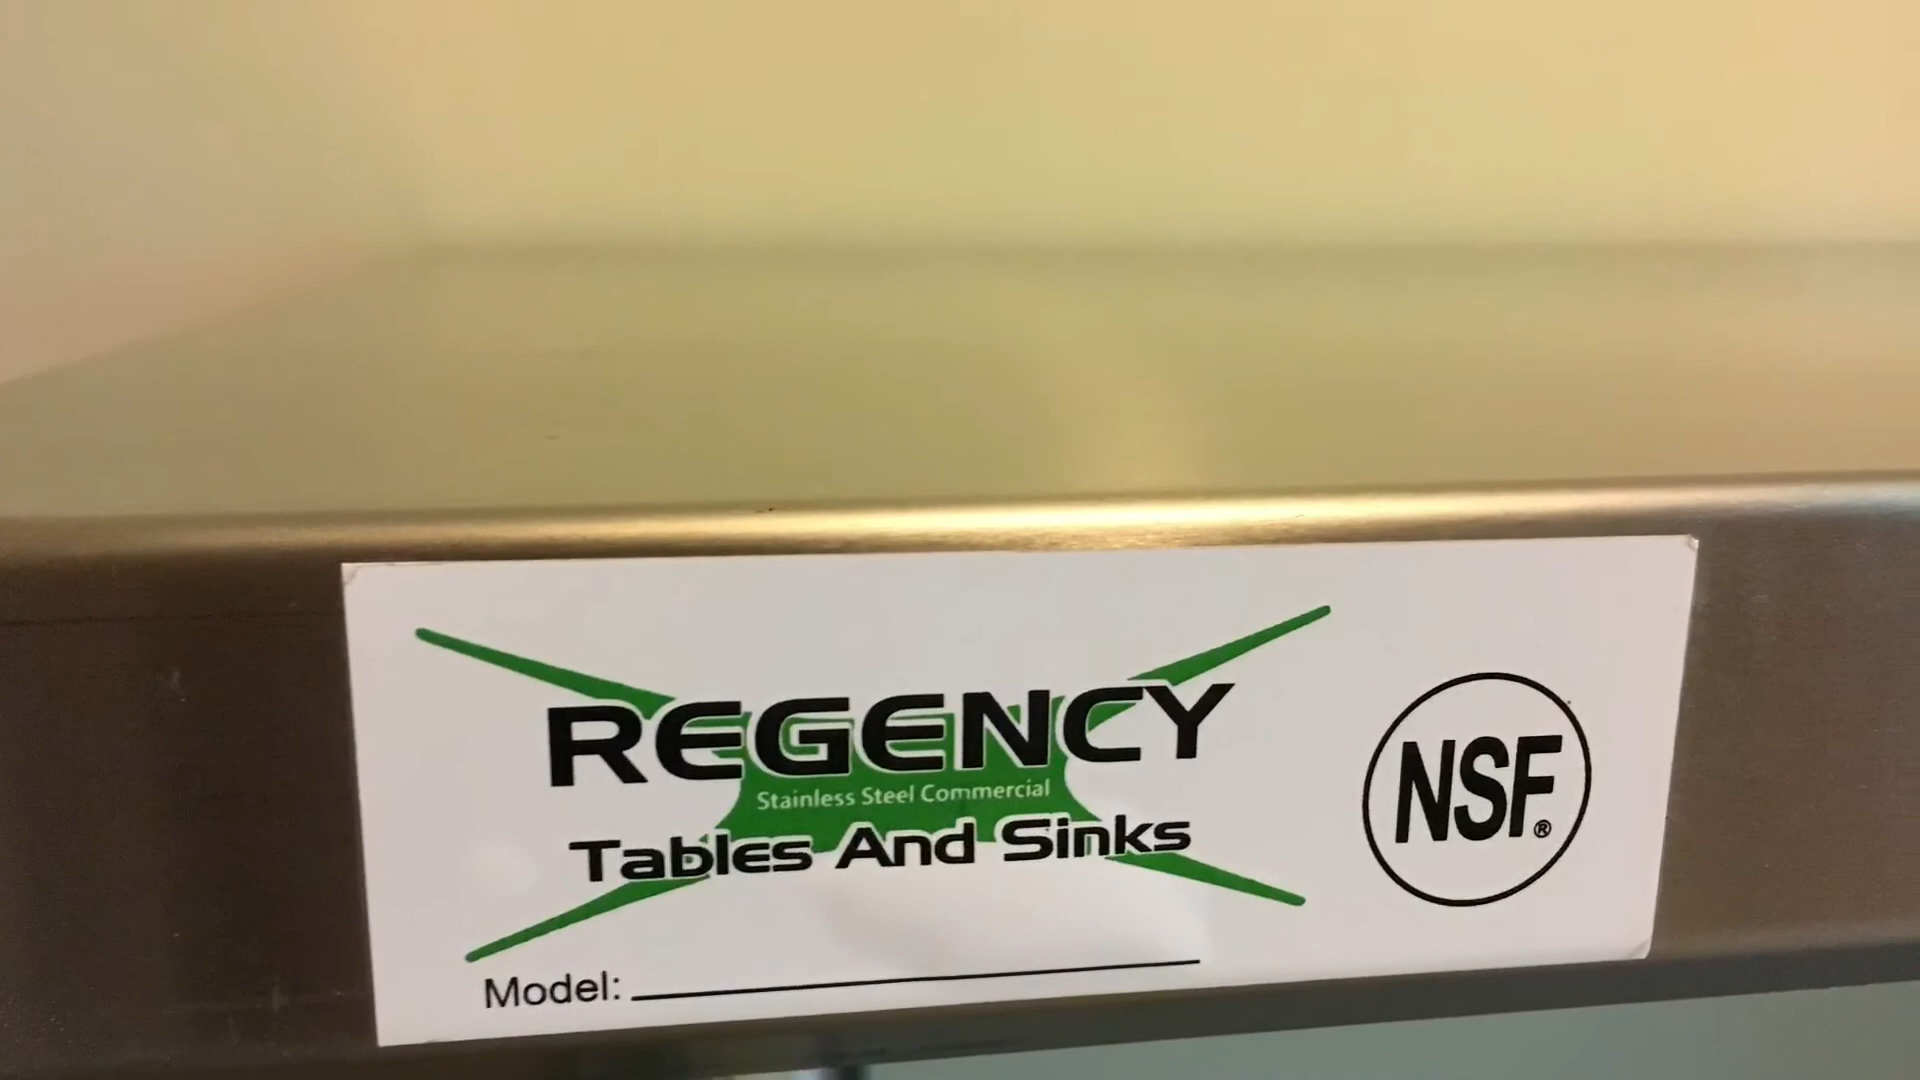 REGENCY
Stainless Steel Commercial
Tables And Sinks
NSF®
Model: